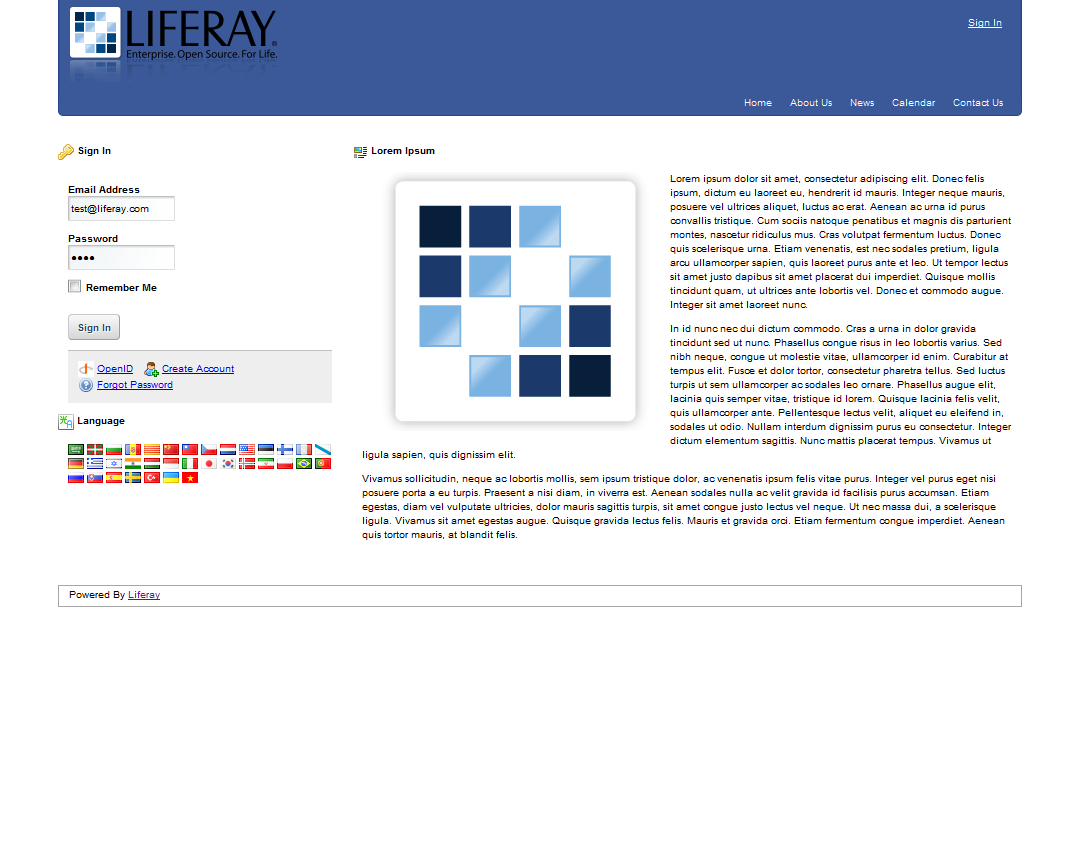 LIFERAY®
Enterprise. Open Source. For Life.
Sign In
Home About Us News Calendar Contact Us
Sign In
Email Address
test@liferay.com
Password
Remember Me
Sign In
OpenID Create Account
Forgot Password
Language
Lorem Ipsum
Lorem ipsum dolor sit amet, consectetur adipiscing elit. Donec felis
ipsum, dictum eu laoreet eu, hendrerit id mauris. Integer neque mauris,
posuere vel ultrices aliquet, luctus ac erat. Aenean ac urna id purus
convallis tristique. Cum sociis natoque penatibus et magnis dis parturient
montes, nascetur ridiculus mus. Cras volutpat fermentum luctus. Donec
quis scelerisque urna. Etiam venenatis, est nec sodales pretium, ligula
arcu ullamcorper sapien, quis laoreet purus ante et leo. Ut tempor lectus
sit amet justo dapibus sit amet placerat dui imperdiet. Quisque mollis
tincidunt quam, ut ultrices ante lobortis vel. Donec et commodo augue.
Integer sit amet laoreet nunc.
In id nunc nec dui dictum commodo. Cras a urna in dolor gravida
tincidunt sed ut nunc. Phasellus congue risus in leo lobortis varius. Sed
nibh neque, congue ut molestie vitae, ullamcorper id enim. Curabitur at
tempus elit. Fusce et dolor tortor, consectetur pharetra tellus. Sed luctus
turpis ut sem ullamcorper ac sodales leo ornare. Phasellus augue elit,
lacinia quis semper vitae, tristique id lorem. Quisque lacinia felis velit,
quis ullamcorper ante. Pellentesque lectus velit, aliquet eu eleifend in,
sodales ut odio. Nullam interdum dignissim purus eu consectetur. Integer
dictum elementum sagittis. Nunc mattis placerat tempus. Vivamus ut
ligula sapien, quis dignissim elit.
Vivamus sollicitudin, neque ac lobortis mollis, sem ipsum tristique dolor, ac venenatis ipsum felis vitae purus. Integer vel purus eget nisi
posuere porta a eu turpis. Praesent a nisi diam, in viverra est. Aenean sodales nulla ac velit gravida id facilisis purus accumsan. Etiam
egestas, diam vel vulputate ultricies, dolor mauris sagittis turpis, sit amet congue justo lectus vel neque. Ut nec massa dui, a scelerisque
ligula. Vivamus sit amet egestas augue. Quisque gravida lectus felis. Mauris et gravida orci. Etiam fermentum congue imperdiet. Aenean
quis tortor mauris, at blandit felis.
Powered By Liferay